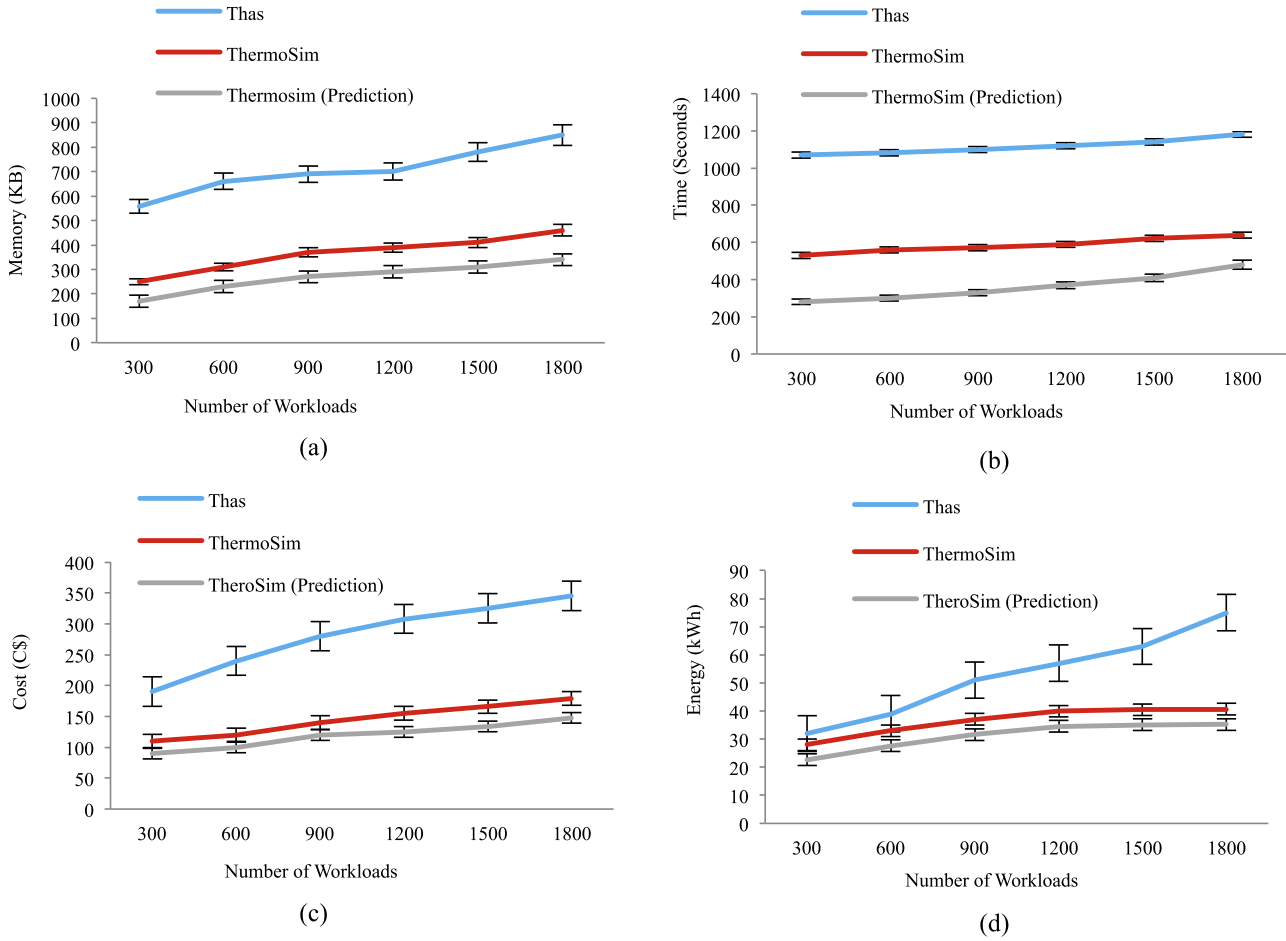 Thas
ThermoSim
Thermosim (Prediction)
1000
900
800
700
600
500
400
300
200
100
0
Memory (KB)
300 600 900 1200 1500 1800
Number of Workloads
(a)
Thas
ThermoSim
ThermoSim (Prediction)
1400
1200
1000
800
600
400
200
0
Time (Seconds)
300 600 900 1200 1500 1800
Number of Workloads
(b)
Thas
ThermoSim
TheroSim (Prediction)
400
350
300
250
200
150
100
50
0
Cost (C$)
300 600 900 1200 1500 1800
Number of Workloads
(c)
Thas
ThermoSim
TheroSim (Prediction)
90
80
70
60
50
40
30
20
10
0
Energy (kWh)
300 600 900 1200 1500 1800
Number of Workloads
(d)